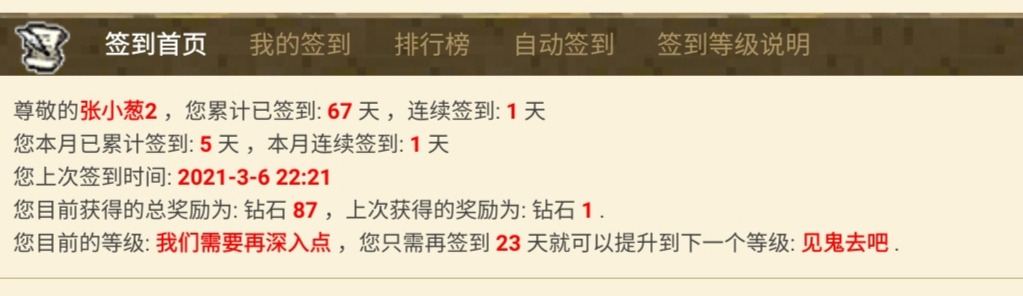 签到首页 我的签到 排行榜 自动签到 签到等级说明
尊敬的张小葱2 ，您累计已签到: 67 天 ，连续签到: 1 天
您本月已累计签到: 5 天 ，本月连续签到: 1 天
您上次签到时间: 2021-3-6 22:21
您目前获得的总奖励为: 钻石 87 ，上次获得的奖励为: 钻石 1 .
您目前的等级: 我们需要再深入点 ，您只需再签到 23 天就可以提升到下一个等级: 见鬼去吧 .